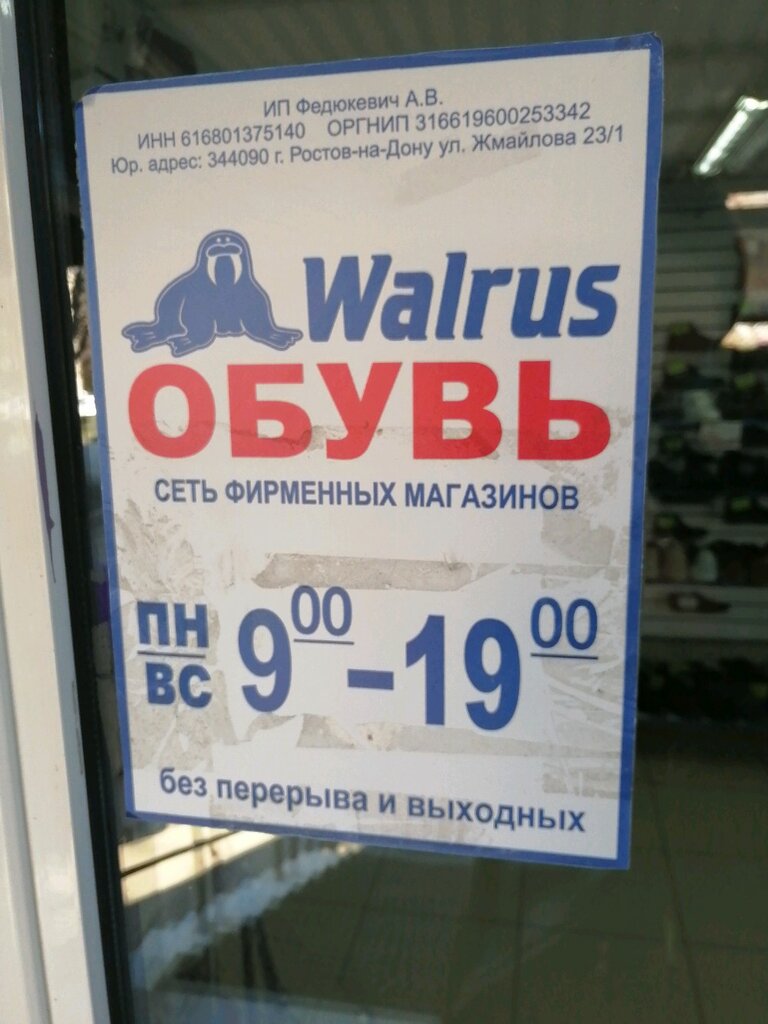 ИП Федюкевич А.В.
ИНН 616801375140 ОРГНИП 316619600253342
Юр. адрес: 344090 г. Ростов-на-Дону ул. Жмайлова 23/1
Walrus
ОБУВЬ
СЕТЬ ФИРМЕННЫХ МАГАЗИНОВ
ПН 9 00 – 19 00
ВС
без перерыва и выходных